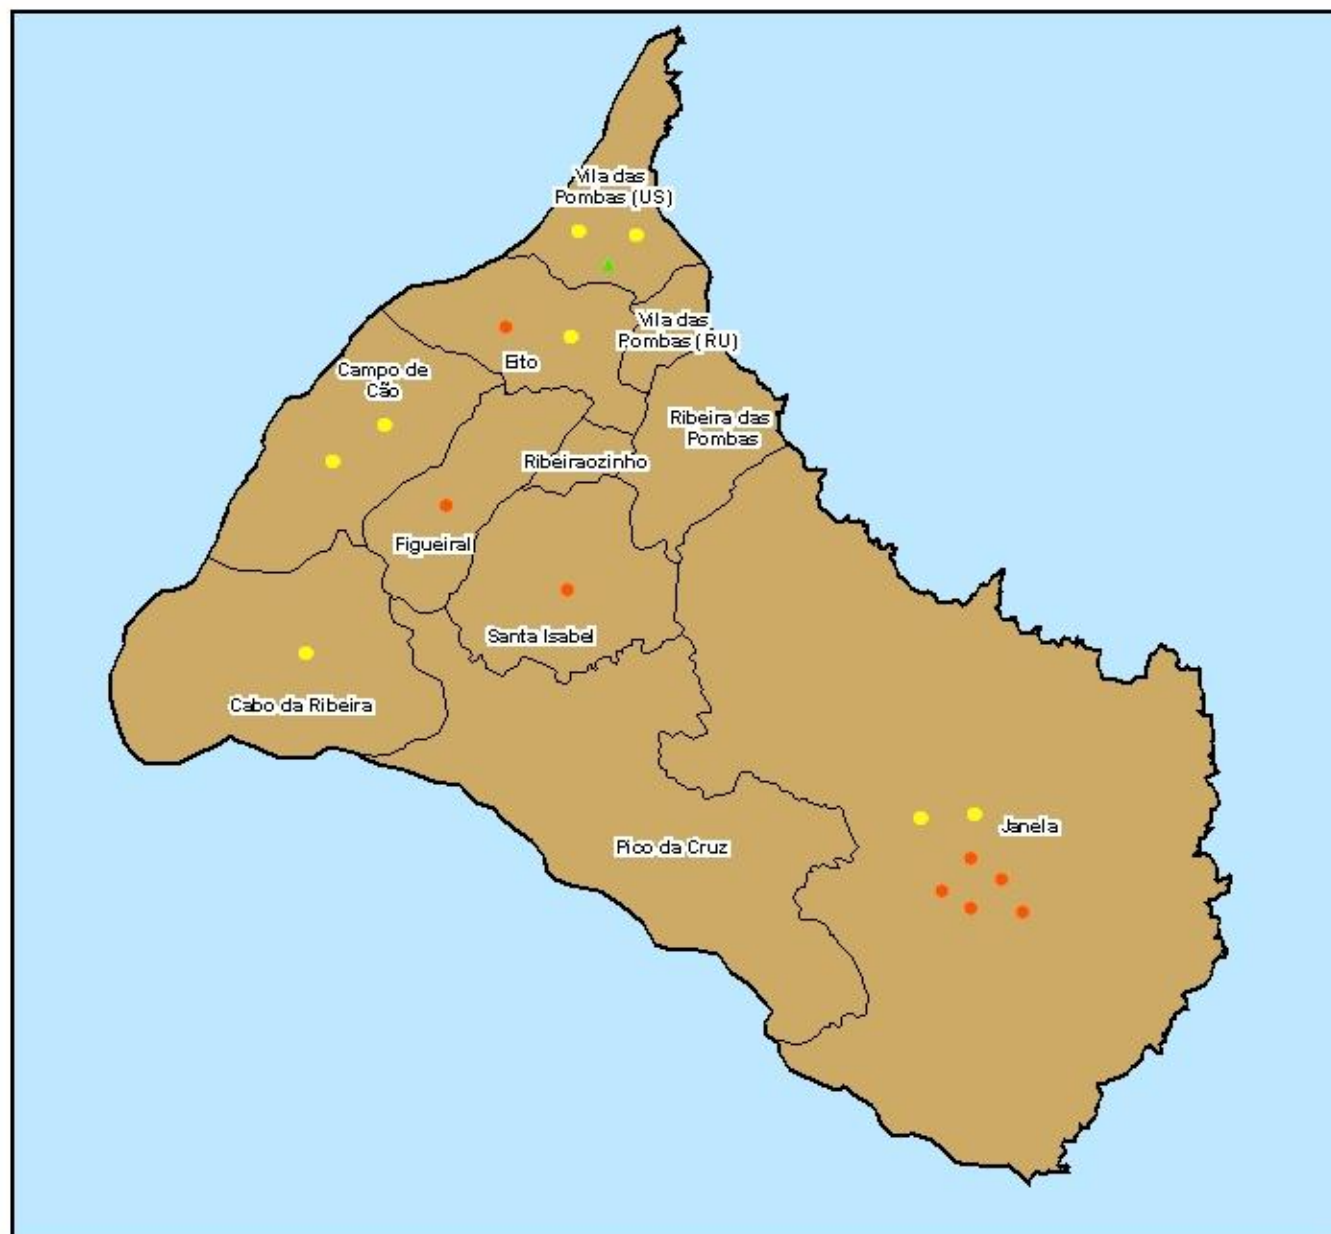 Vila das
Pombas (US)
Vila das
Pombas (RU)
Eito
Campo de
Cão
Ribeira das
Pombas
Ribeiraozinho
Figueiral
Santa Isabel
Cabo da Ribeira
Janela
Pico da Cruz